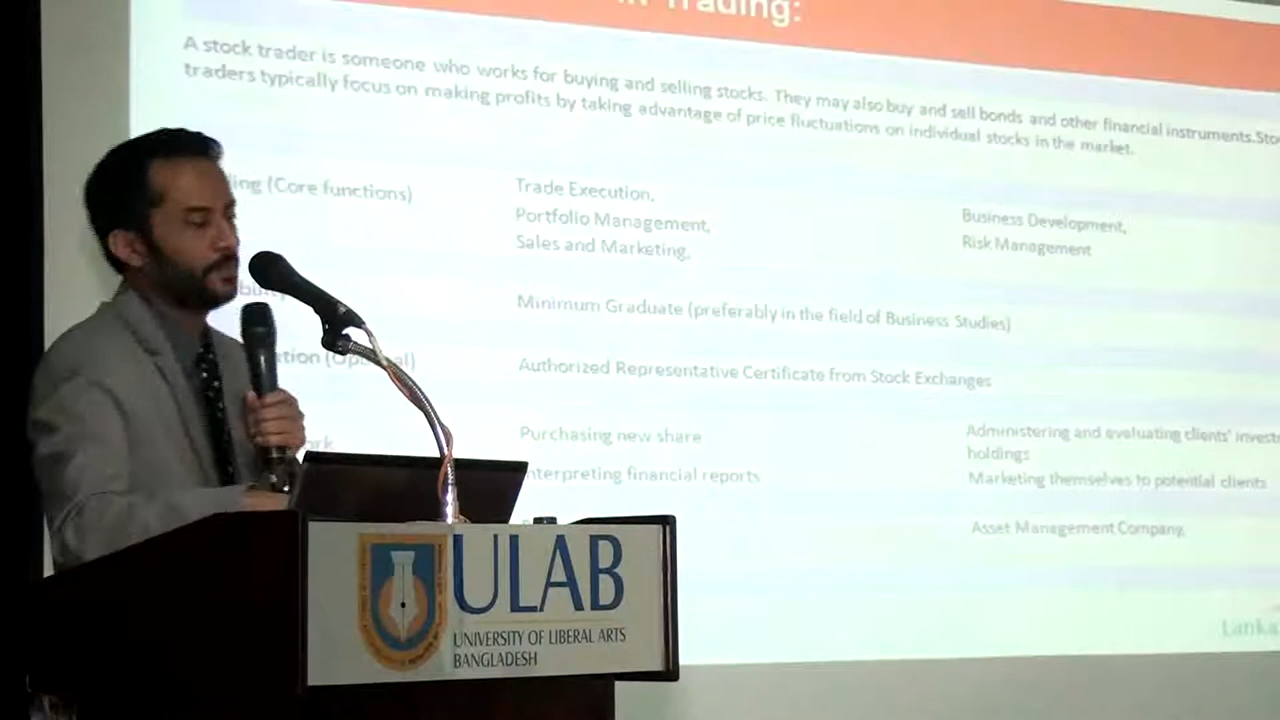 in Trading:
A stock trader is someone who works for buying and selling stocks. They may also buy and sell bonds and other financial instruments.Sto
traders typically focus on making profits by taking advantage of price fluctuations on individual stocks in the market.
ing (Core functions)
Trade Execution,
Portfolio Management,
Sales and Marketing,
Business Development,
Risk Management
Minimum Graduate (preferably in the field of Business Studies)
Authorized Representative Certificate from Stock Exchanges
Purchasing new share
Administering and evaluating clients' invest
holdings
nterpreting financial reports
Marketing themselves to potential clients
Asset Management Company,
Lanka
ULAB
UNIVERSITY OF LIBERAL ARTS
BANGLADESH